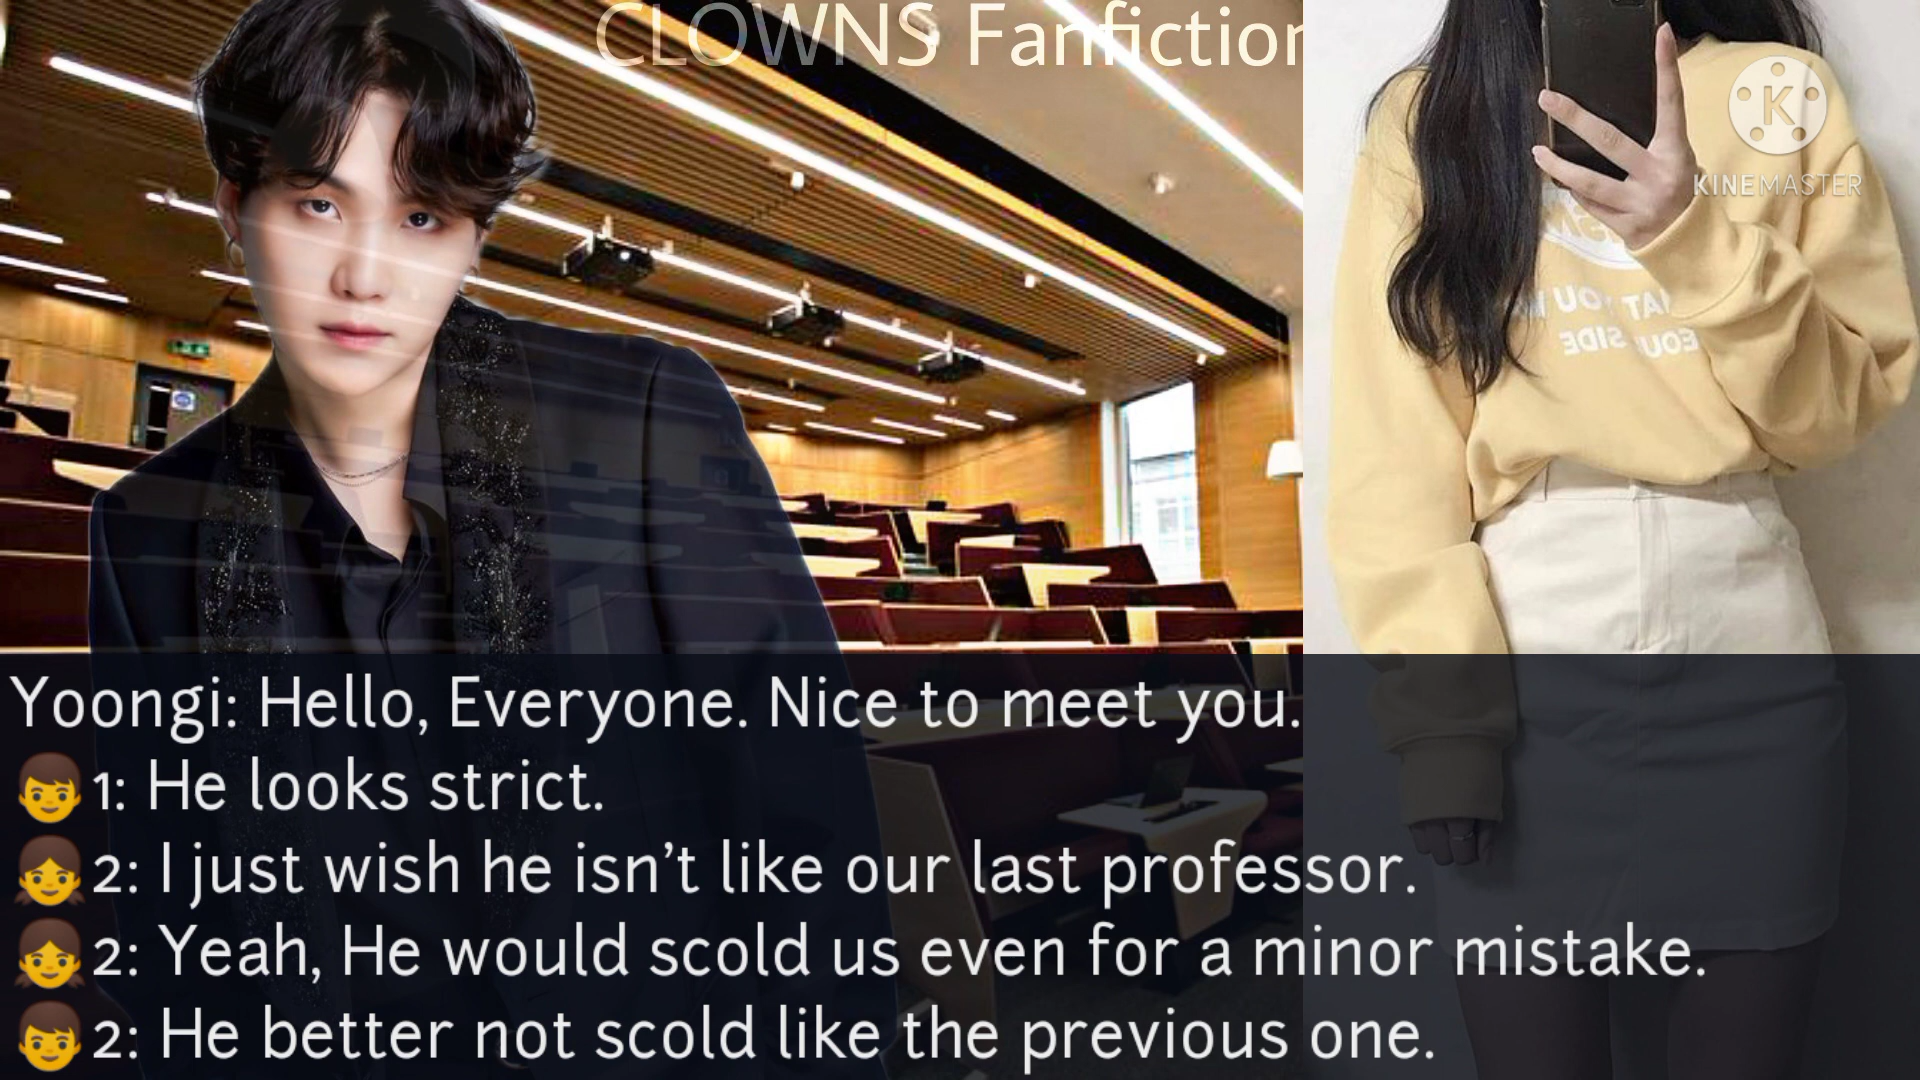 CLOWNS Fanfiction
K
KINEMASTER
Yoongi: Hello, Everyone. Nice to meet you.
👦1: He looks strict.
👧2: I just wish he isn't like our last professor.
👧2: Yeah, He would scold us even for a minor mistake.
👦2: He better not scold like the previous one.